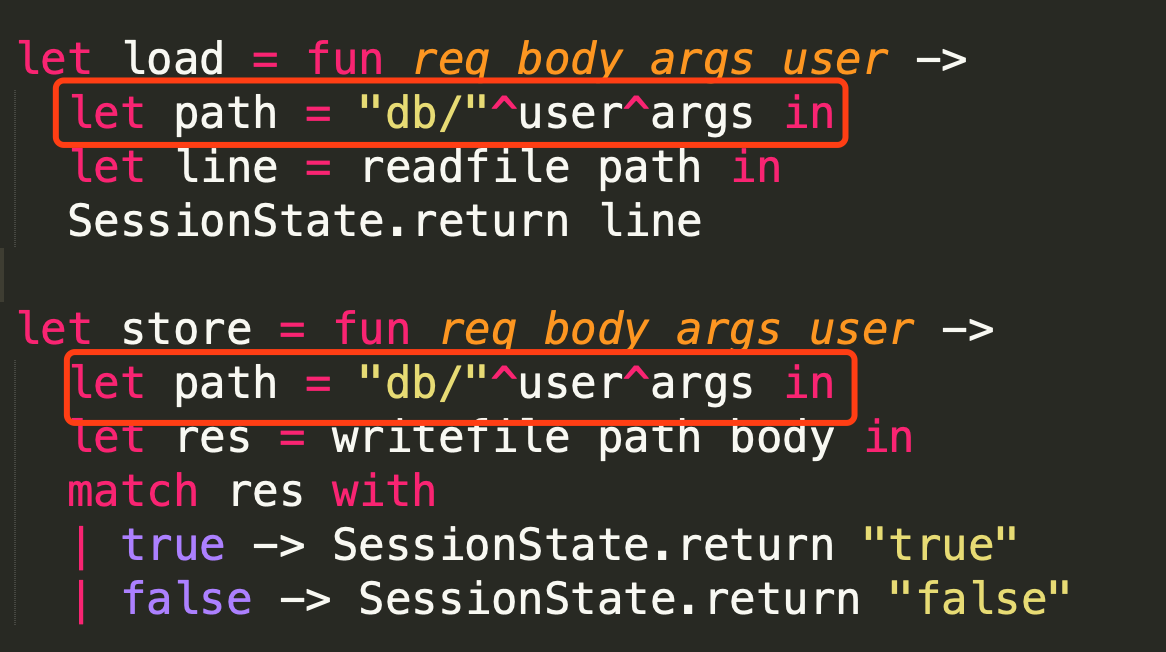 let load = fun req body args user ->
let path = "db/"^user^args in
let line = readfile path in
SessionState.return line
let store = fun req body args user ->
let path = "db/"^user^args in
let res = writefile path body in
match res with
| true -> SessionState.return "true"
| false -> SessionState.return "false"